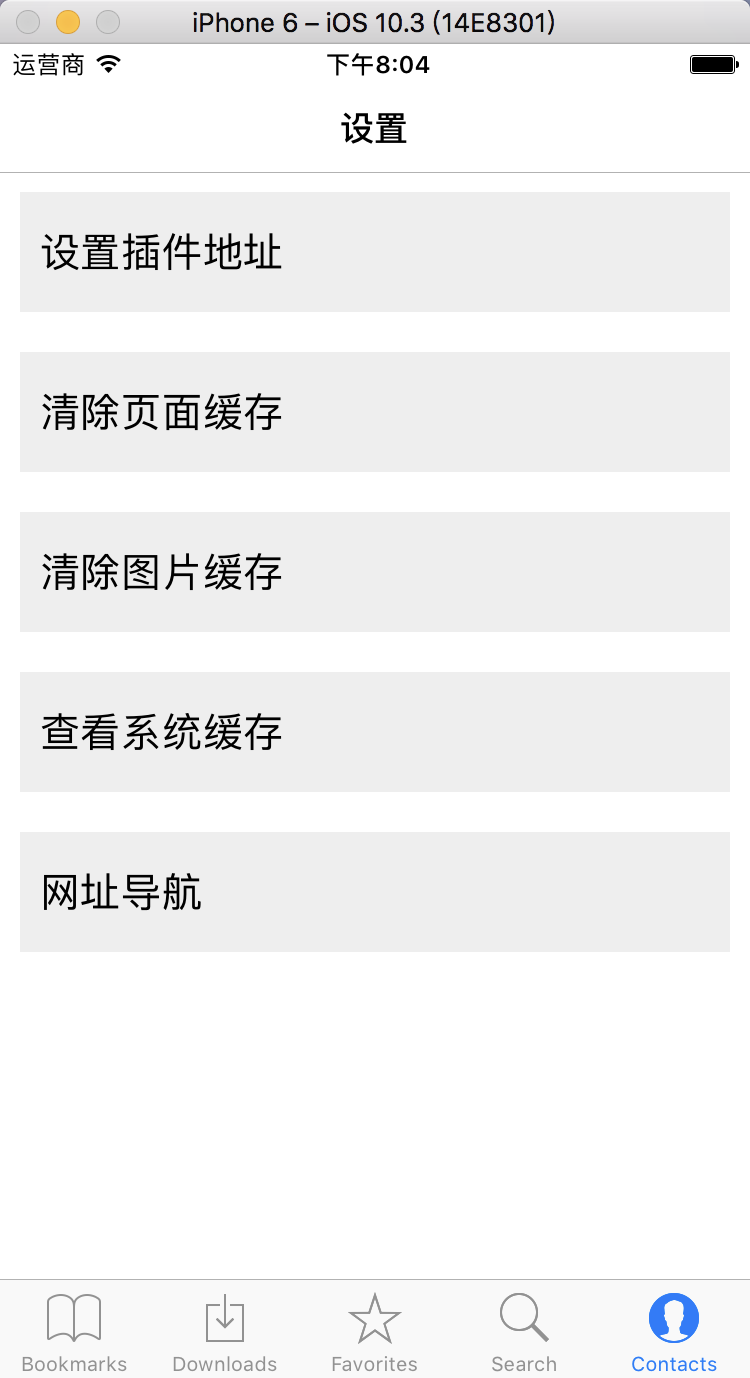 iPhone 6 – iOS 10.3 (14E8301)
运营商 下午8:04
设置
设置插件地址
清除页面缓存
清除图片缓存
查看系统缓存
网址导航
Bookmarks Downloads Favorites Search Contacts